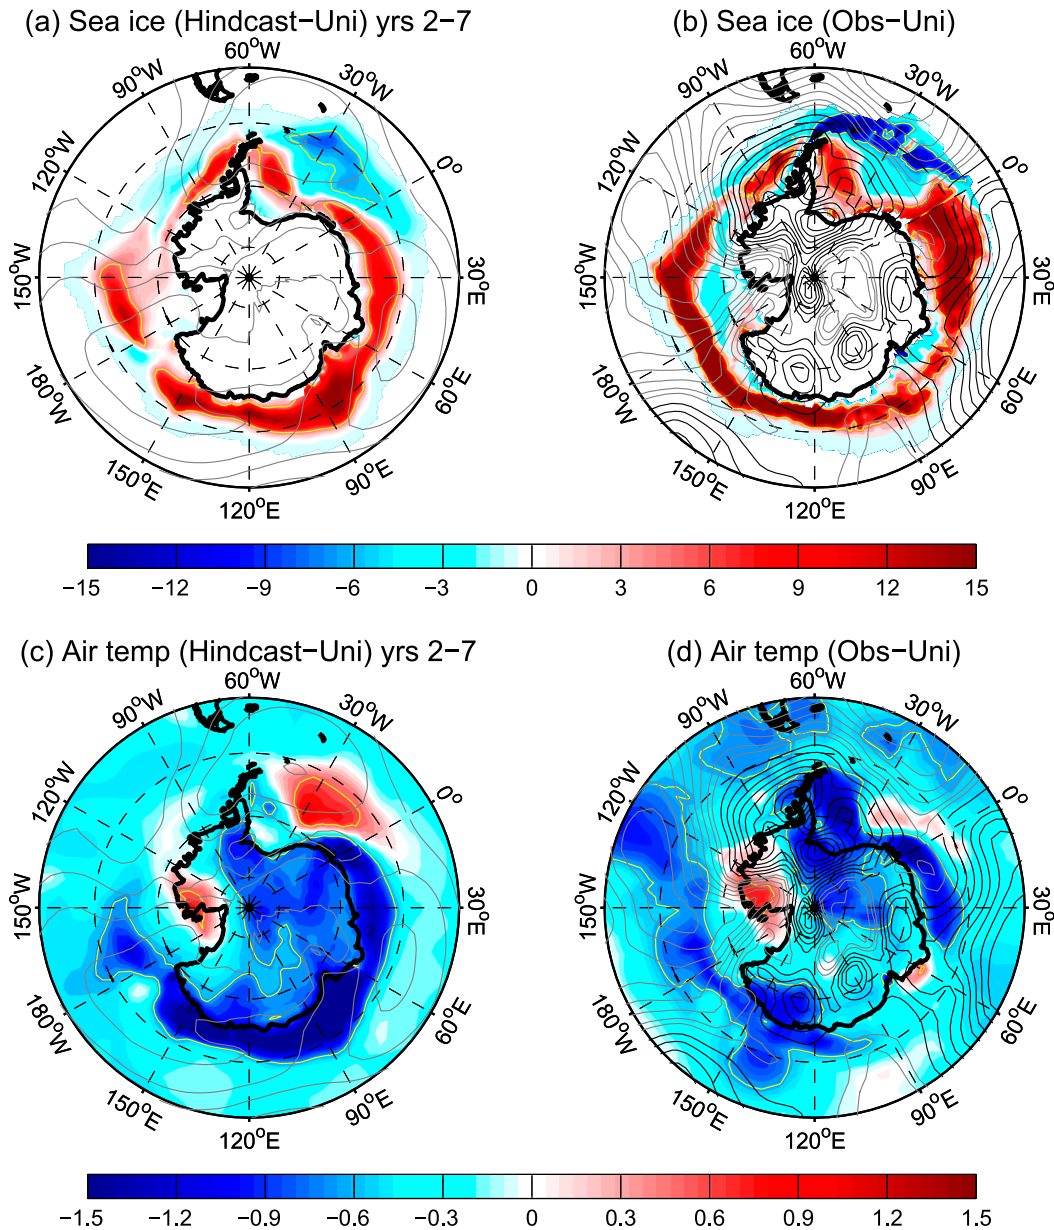 (a) Sea ice (Hindcast−Uni) yrs 2−7
60°W
90°W
30°W
120°W
0°
150°W
30°E
180°W
60°E
150°E
90°E
120°E
(b) Sea ice (Obs−Uni)
60°W
90°W
30°W
120°W
0°
150°W
30°E
180°W
60°E
150°E
90°E
120°E
−15 −12 −9 −6 −3 0 3 6 9 12 15
(c) Air temp (Hindcast−Uni) yrs 2−7
60°W
90°W
30°W
120°W
0°
150°W
30°E
180°W
60°E
150°E
90°E
120°E
(d) Air temp (Obs−Uni)
60°W
90°W
30°W
120°W
0°
150°W
30°E
180°W
60°E
150°E
90°E
120°E
−1.5 −1.2 −0.9 −0.6 −0.3 0 0.3 0.6 0.9 1.2 1.5